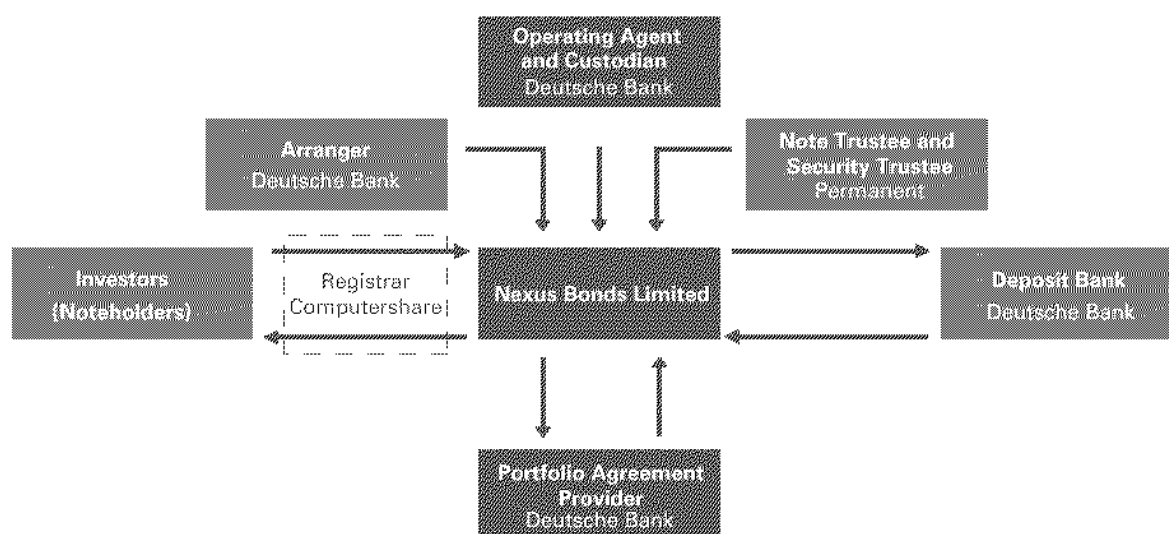 Operating Agent
and Custodian
Deutsche Bank
Arranger
Deutsche Bank
Note Trustee and
Security Trustee
Permanent
Investors
(Noteholders)
Registrar
Computershare
Nexus Bonds Limited
Deposit Bank
Deutsche Bank
Portfolio Agreement
Provider
Deutsche Bank